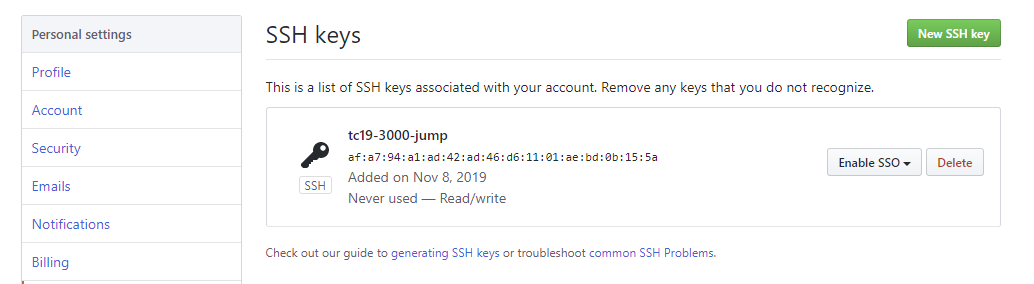 Personal settings
Profile
Account
Security
Emails
Notifications
Billing
SSH keys
New SSH key
This is a list of SSH keys associated with your account. Remove any keys that you do not recognize.
tc19-3000-jump
af:a7:94:a1:ad:42:ad:46:d6:11:01:ae:bd:0b:15:5a
SSH
Added on Nov 8, 2019
Never used — Read/write
Enable SSO
Delete
Check out our guide to generating SSH keys or troubleshoot common SSH Problems.